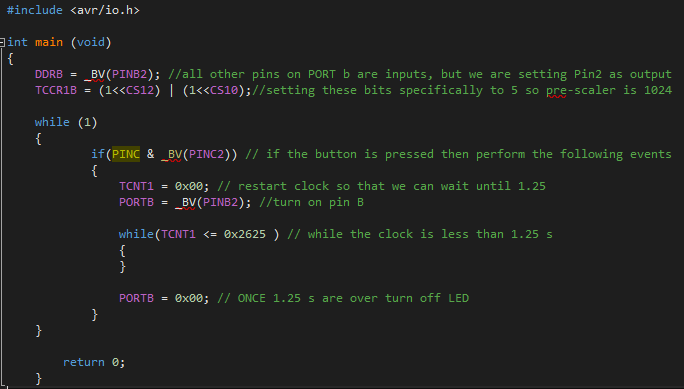 #include <avr/io.h>
int main (void)
{
DDRB = _BV(PINB2); //all other pins on PORT b are inputs, but we are setting Pin2 as output
TCCR1B = (1<<CS12) | (1<<CS10);//setting these bits specifically to 5 so pre-scaler is 1024
while (1)
{
if(PINC & _BV(PINC2)) // if the button is pressed then perform the following events
{
TCNT1 = 0x00; // restart clock so that we can wait until 1.25
PORTB = _BV(PINB2); //turn on pin B
while(TCNT1 <= 0x2625 ) // while the clock is less than 1.25 s
{
}
PORTB = 0x00; // ONCE 1.25 s are over turn off LED
}
}
return 0;
}